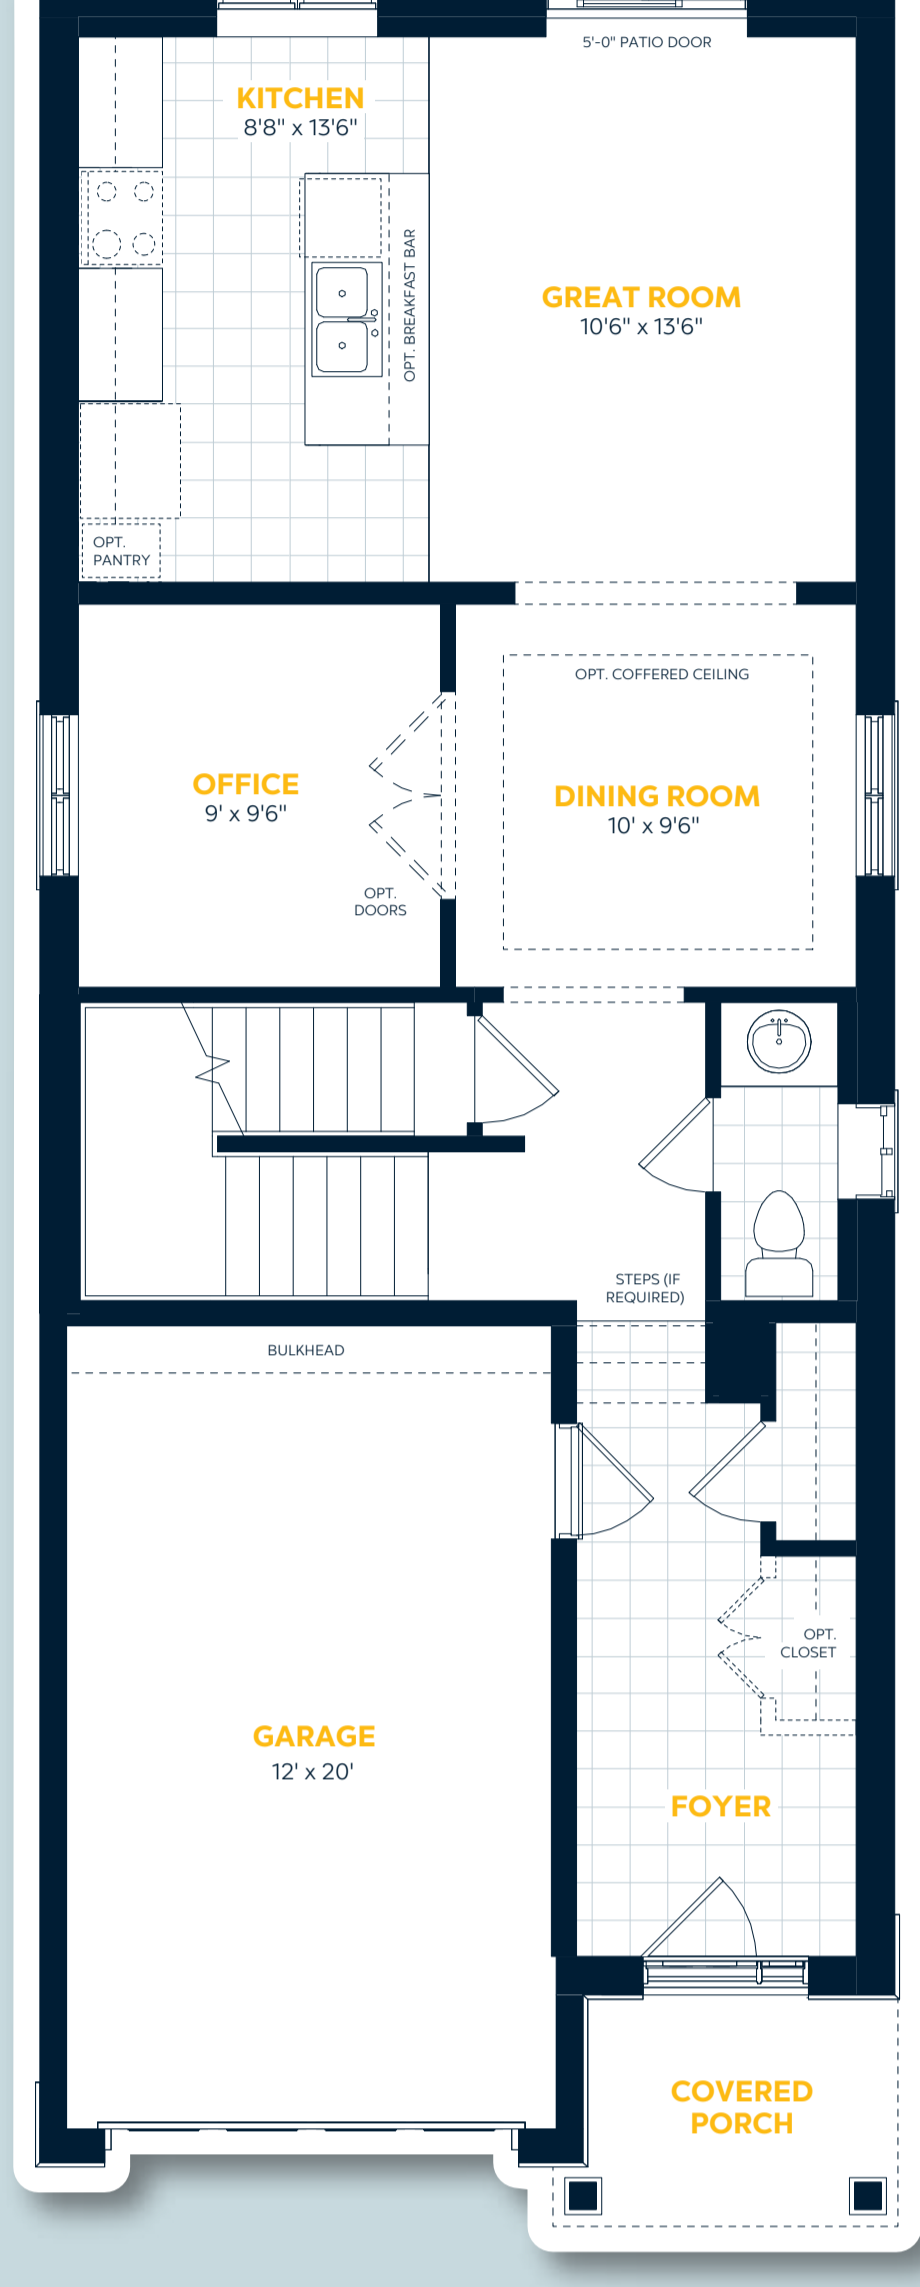 5'-0" PATIO DOOR
KITCHEN
8'8" x 13'6"
OPT. BREAKFAST BAR
GREAT ROOM
10'6" x 13'6"
OPT.
PANTRY
OPT. COFFERED CEILING
OFFICE
9' x 9'6"
DINING ROOM
10' x 9'6"
OPT.
DOORS
STEPS (IF
REQUIRED)
BULKHEAD
OPT.
CLOSET
GARAGE
12' x 20'
FOYER
COVERED
PORCH